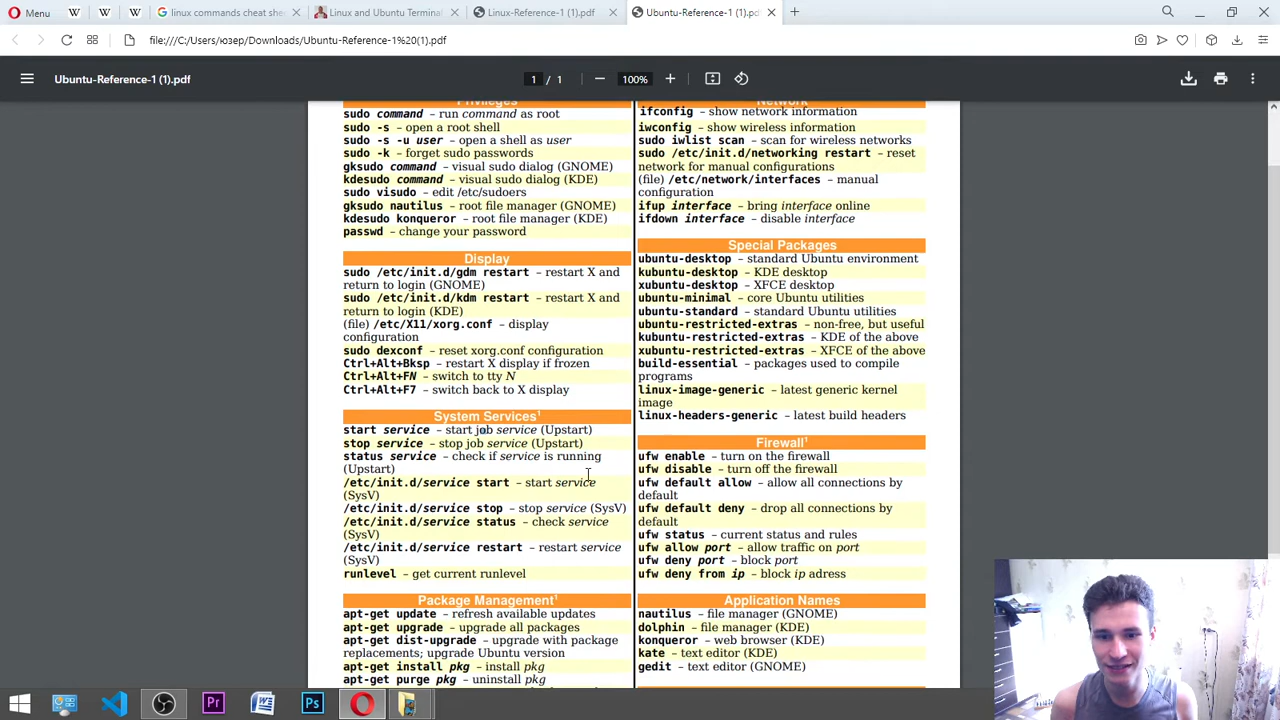 Menu
linux commands cheat she
Linux and Ubuntu Terminal
Linux-Reference-1 (1).pdf
Ubuntu-Reference-1 (1).pdf
file:///C:/Users/юзер/Downloads/Ubuntu-Reference-1%20(1).pdf
Ubuntu-Reference-1 (1).pdf
1 / 1
100%
Privileges
sudo command – run command as root
sudo -s – open a root shell
sudo -s -u user – open a shell as user
sudo -k – forget sudo passwords
gksudo command – visual sudo dialog (GNOME)
kdesudo command – visual sudo dialog (KDE)
sudo visudo – edit /etc/sudoers
gksudo nautilus – root file manager (GNOME)
kdesudo konqueror – root file manager (KDE)
passwd – change your password
Display
sudo /etc/init.d/gdm restart – restart X and
return to login (GNOME)
sudo /etc/init.d/kdm restart – restart X and
return to login (KDE)
(file) /etc/X11/xorg.conf – display
configuration
sudo dexconf – reset xorg.conf configuration
Ctrl+Alt+Bksp – restart X display if frozen
Ctrl+Alt+FN – switch to tty N
Ctrl+Alt+F7 – switch back to X display
System Services¹
start service – start job service (Upstart)
stop service – stop job service (Upstart)
status service – check if service is running
(Upstart)
/etc/init.d/service start – start service
(SysV)
/etc/init.d/service stop – stop service (SysV)
/etc/init.d/service status – check service
(SysV)
/etc/init.d/service restart – restart service
(SysV)
runlevel – get current runlevel
Package Management¹
apt-get update – refresh available updates
apt-get upgrade – upgrade all packages
apt-get dist-upgrade – upgrade with package
replacements; upgrade Ubuntu version
apt-get install pkg – install pkg
apt-get purge pkg – uninstall pkg
Network
ifconfig – show network information
iwconfig – show wireless information
sudo iwlist scan – scan for wireless networks
sudo /etc/init.d/networking restart – reset
network for manual configurations
(file) /etc/network/interfaces – manual
configuration
ifup interface – bring interface online
ifdown interface – disable interface
Special Packages
ubuntu-desktop – standard Ubuntu environment
kubuntu-desktop – KDE desktop
xubuntu-desktop – XFCE desktop
ubuntu-minimal – core Ubuntu utilities
ubuntu-standard – standard Ubuntu utilities
ubuntu-restricted-extras – non-free, but useful
kubuntu-restricted-extras – KDE of the above
xubuntu-restricted-extras – XFCE of the above
build-essential – packages used to compile
programs
linux-image-generic – latest generic kernel
image
linux-headers-generic – latest build headers
Firewall¹
ufw enable – turn on the firewall
ufw disable – turn off the firewall
ufw default allow – allow all connections by
default
ufw default deny – drop all connections by
default
ufw status – current status and rules
ufw allow port – allow traffic on port
ufw deny port – block port
ufw deny from ip – block ip adress
Application Names
nautilus – file manager (GNOME)
dolphin – file manager (KDE)
konqueror – web browser (KDE)
kate – text editor (KDE)
gedit – text editor (GNOME)